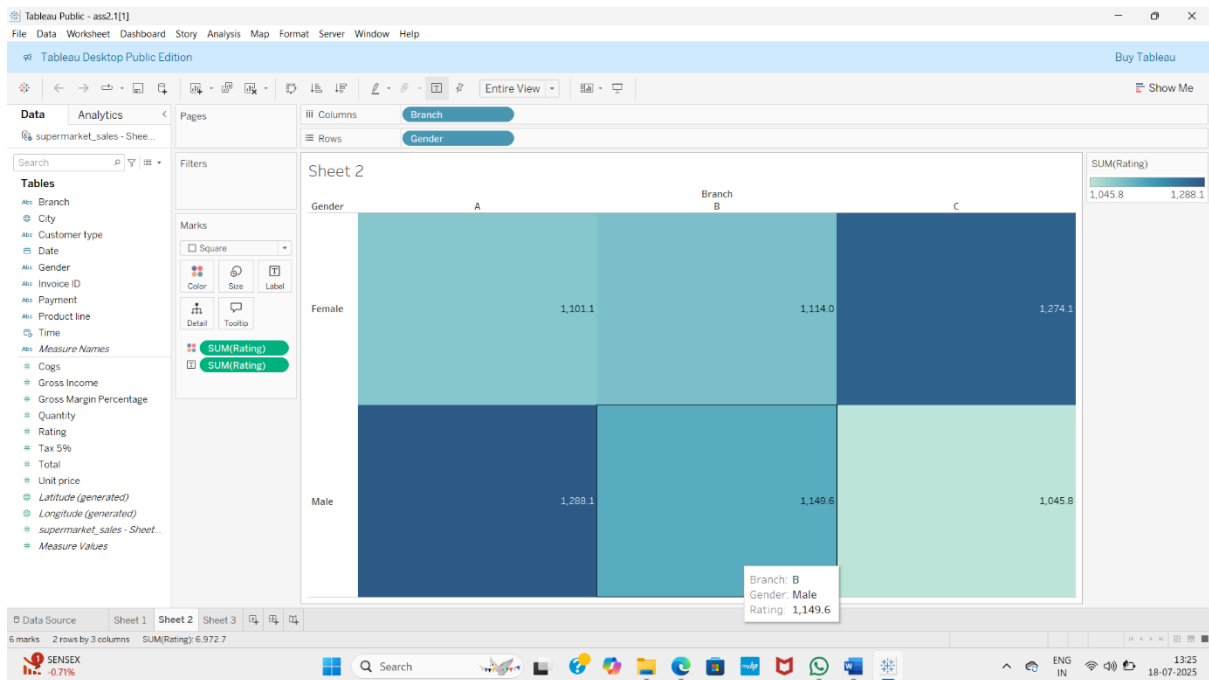 Tableau Public - ass2.1[1]
File Data Worksheet Dashboard Story Analysis Map Format Server Window Help
Tableau Desktop Public Edition
Buy Tableau
Entire View
Show Me
Data Analytics
supermarket_sales - Shee...
Search
Tables
Abc Branch
City
Abc Customer type
Date
Abc Gender
Abc Invoice ID
Abc Payment
Abc Product line
Time
Abc Measure Names
# Cogs
# Gross Income
# Gross Margin Percentage
# Quantity
# Rating
# Tax 5%
# Total
# Unit price
Latitude (generated)
Longitude (generated)
# supermarket_sales - Sheet...
# Measure Values
Pages
Filters
Marks
Square
Color Size Label
Detail Tooltip
SUM(Rating)
SUM(Rating)
Columns Branch
Rows Gender
Sheet 2
Branch
Gender A B C
Female 1,101.1 1,114.0 1,274.1
Male 1,288.1 1,149.6 1,045.8
Branch: B
Gender: Male
Rating: 1,149.6
SUM(Rating)
1,045.8 1,288.1
Data Source Sheet 1 Sheet 2 Sheet 3
6 marks 2 rows by 3 columns SUM(Rating): 6,972.7
SENSEX
-0.71%
Search
ENG
IN
13:25
18-07-2025